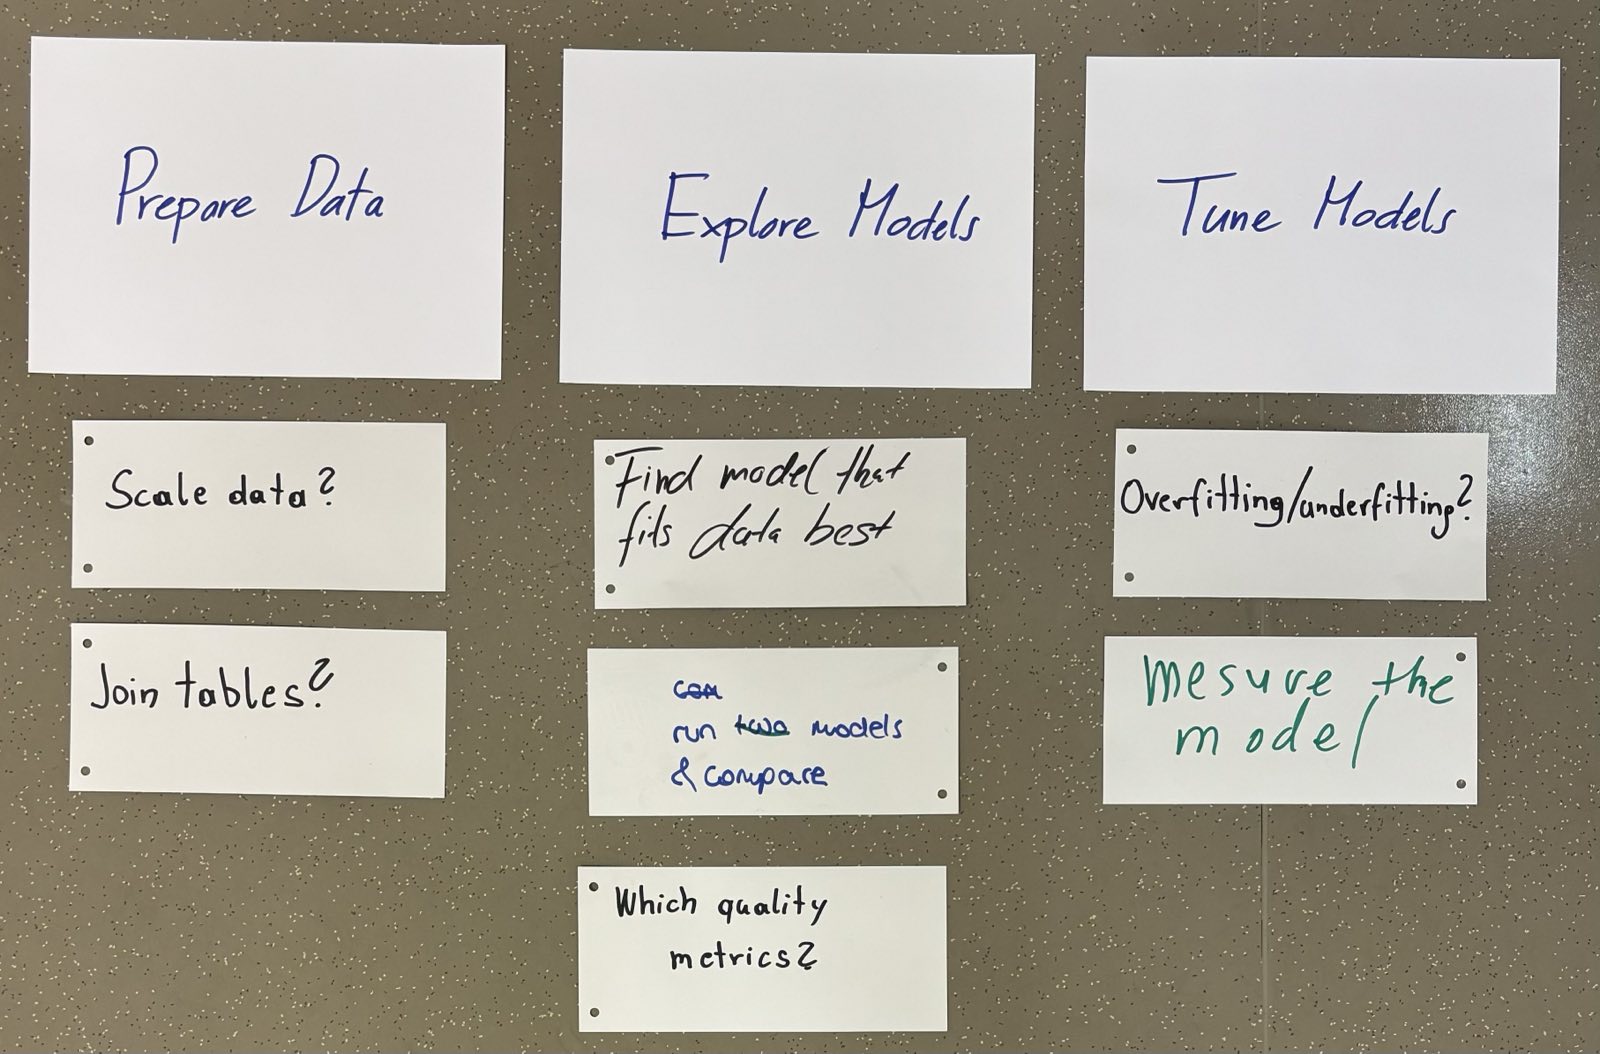 Prepare Data
Scale data?
Join tables?
Explore Models
Find model that
fits data best
run two models
& compare
Which quality
metrics?
Tune Models
Overfitting/underfitting?
mesure the
model